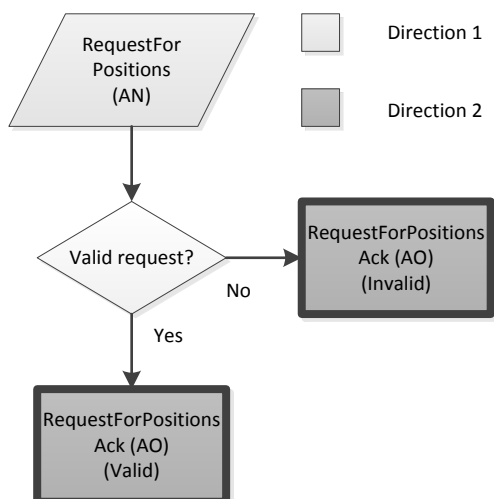 RequestFor
Positions
(AN)
Direction 1
Direction 2
Valid request?
No
RequestForPositions
Ack (AO)
(Invalid)
Yes
RequestForPositions
Ack (AO)
(Valid)